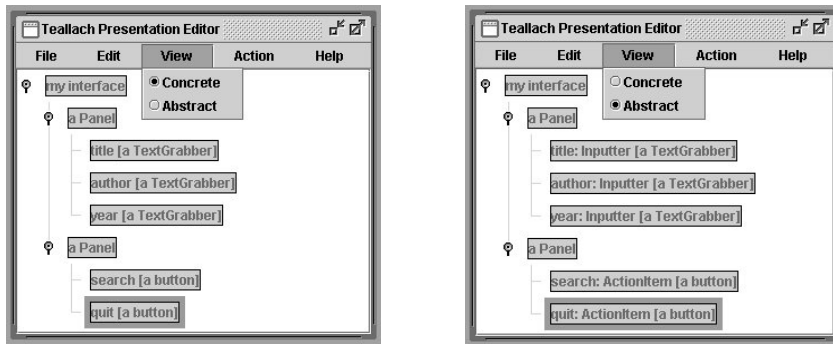 Teallach Presentation Editor
File Edit View Action Help
Concrete
Abstract
my interface
a Panel
title [a TextGrabber]
author [a TextGrabber]
year [a TextGrabber]
a Panel
search [a button]
quit [a button]
Teallach Presentation Editor
File Edit View Action Help
Concrete
Abstract
my interface
a Panel
title: Inputter [a TextGrabber]
author: Inputter [a TextGrabber]
year: Inputter [a TextGrabber]
a Panel
search: ActionItem [a button]
quit: ActionItem [a button]